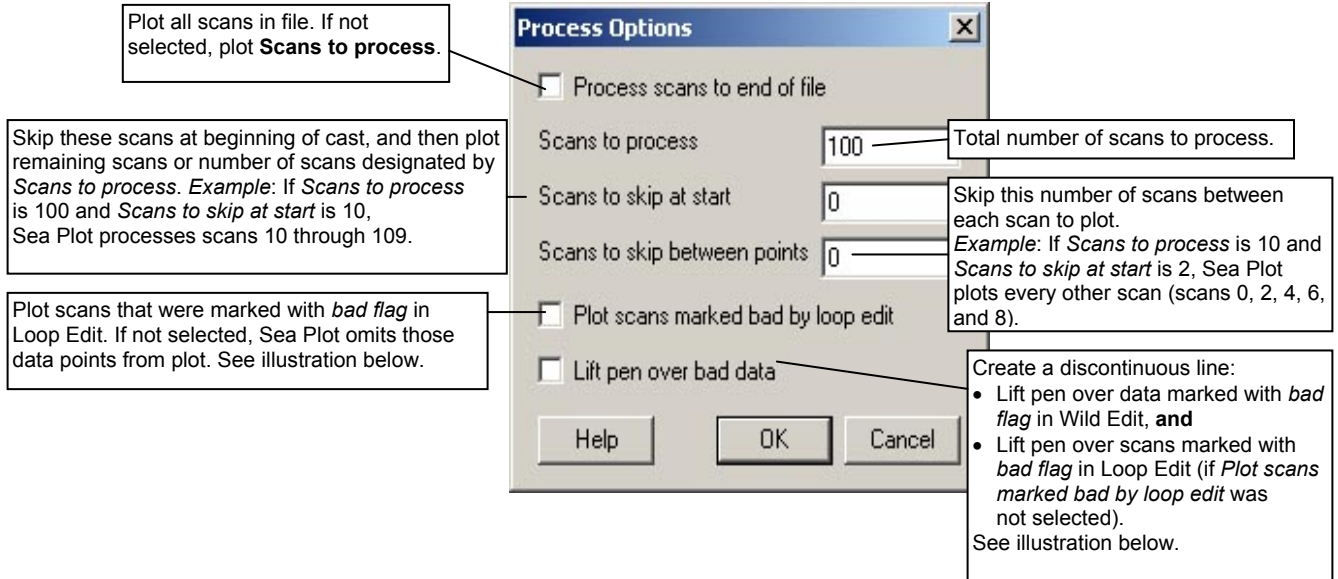 Plot all scans in file. If not
selected, plot Scans to process.
Skip these scans at beginning of cast, and then plot
remaining scans or number of scans designated by
Scans to process. Example: If Scans to process
is 100 and Scans to skip at start is 10,
Sea Plot processes scans 10 through 109.
Plot scans that were marked with bad flag in
Loop Edit. If not selected, Sea Plot omits those
data points from plot. See illustration below.
Process Options
Process scans to end of file
Scans to process 100
Scans to skip at start 0
Scans to skip between points 0
Plot scans marked bad by loop edit
Lift pen over bad data
Help OK Cancel
Total number of scans to process.
Skip this number of scans between
each scan to plot.
Example: If Scans to process is 10 and
Scans to skip at start is 2, Sea Plot
plots every other scan (scans 0, 2, 4, 6,
and 8).
Create a discontinuous line:
• Lift pen over data marked with bad
flag in Wild Edit, and
• Lift pen over scans marked with
bad flag in Loop Edit (if Plot scans
marked bad by loop edit was
not selected).
See illustration below.